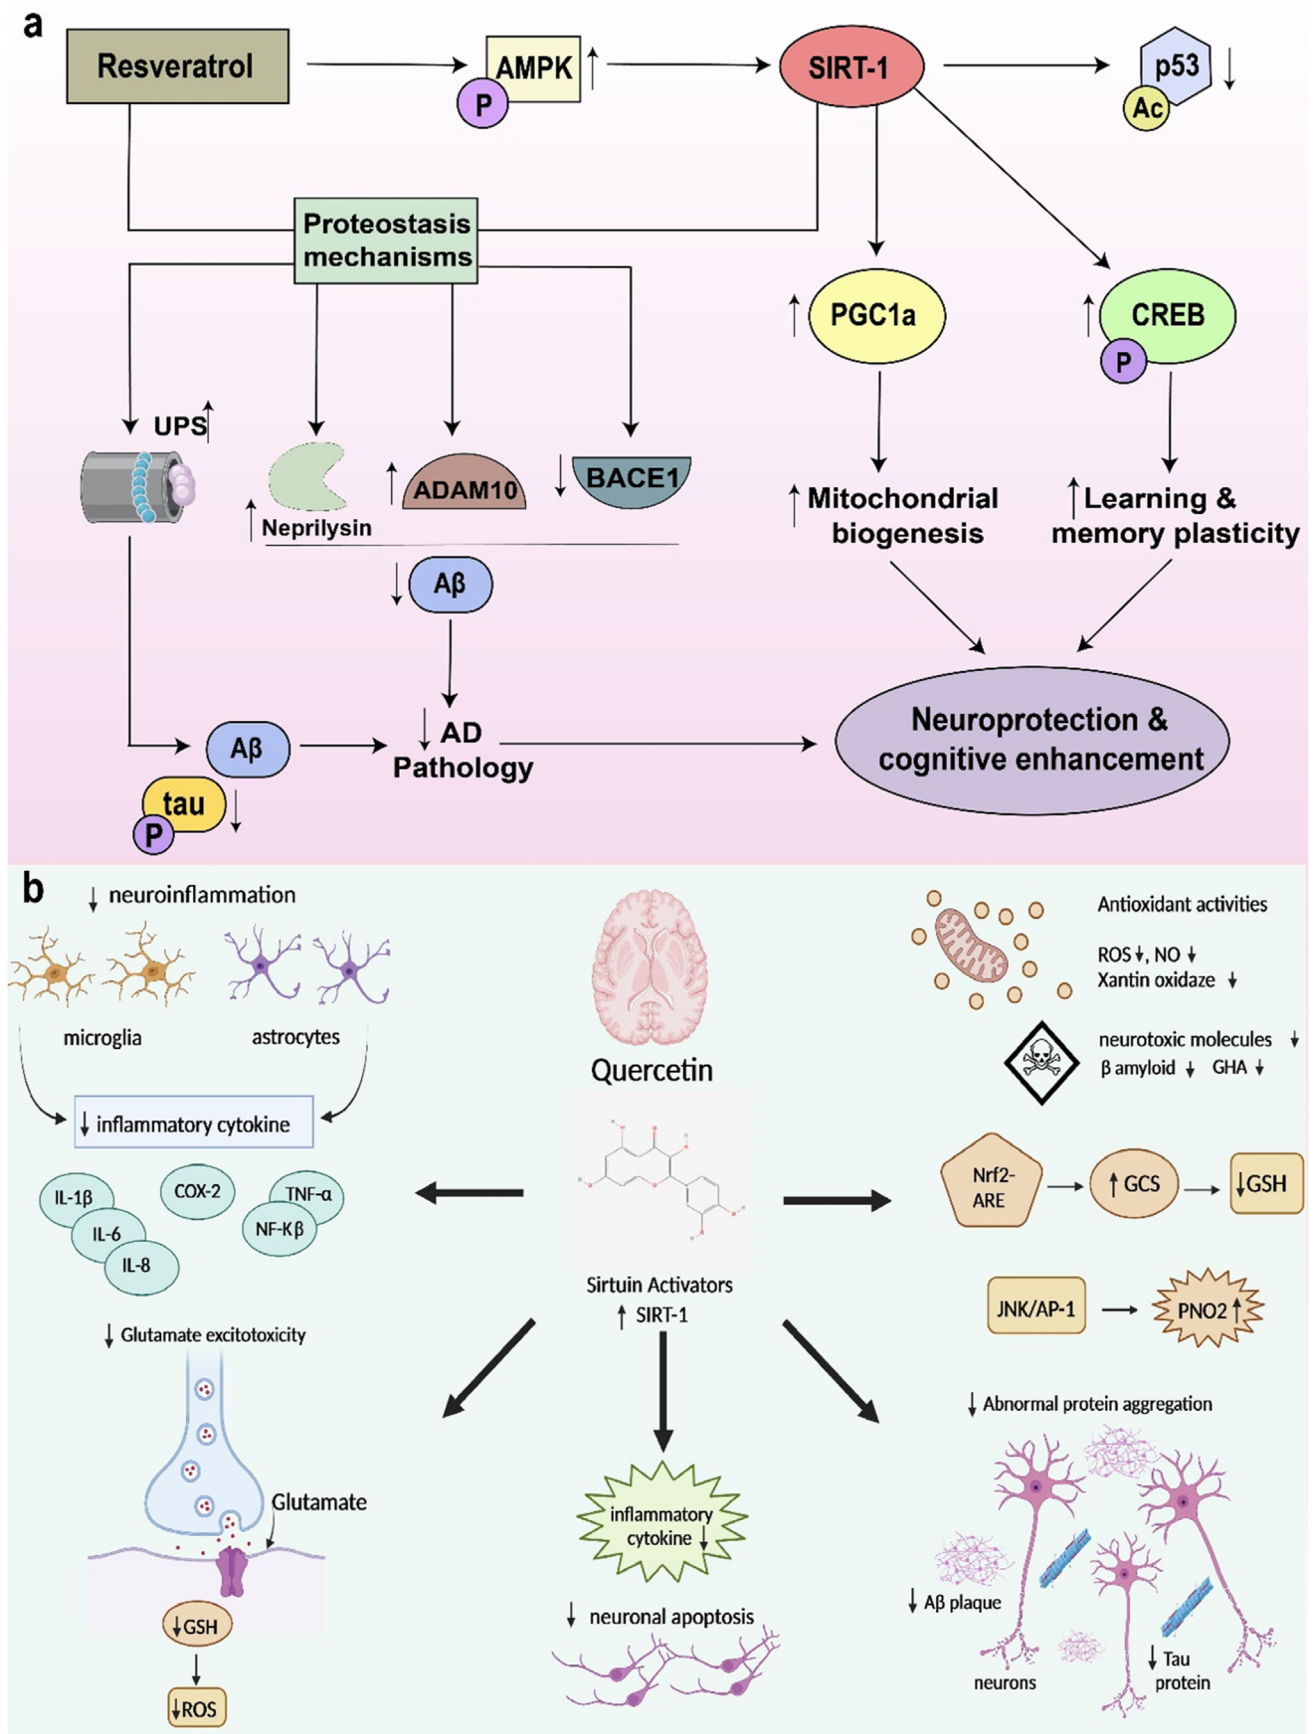 a
Resveratrol
AMPK
P
SIRT-1
p53
Ac
Proteostasis
mechanisms
PGC1a
CREB
P
UPS
Neprilysin
ADAM10
BACE1
Mitochondrial
biogenesis
Learning &
memory plasticity
Aβ
Aβ
tau
P
AD
Pathology
Neuroprotection &
cognitive enhancement
b
↓ neuroinflammation
microglia
astrocytes
↓ inflammatory cytokine
IL-1β
IL-6
IL-8
COX-2
TNF-α
NF-Kβ
↓ Glutamate excitotoxicity
Glutamate
↓GSH
↓ROS
Quercetin
H
O
O
O
H
H
O
O
O
H
O
H
Sirtuin Activators
↑ SIRT-1
inflammatory
cytokine ↓
↓ neuronal apoptosis
Antioxidant activities
ROS↓, NO ↓
Xantin oxidaze ↓
neurotoxic molecules ↓
β amyloid ↓ GHA ↓
Nrf2-
ARE
↑ GCS
↓GSH
JNK/AP-1
PNO2↑
↓ Abnormal protein aggregation
↓ Aβ plaque
neurons
↓ Tau
protein